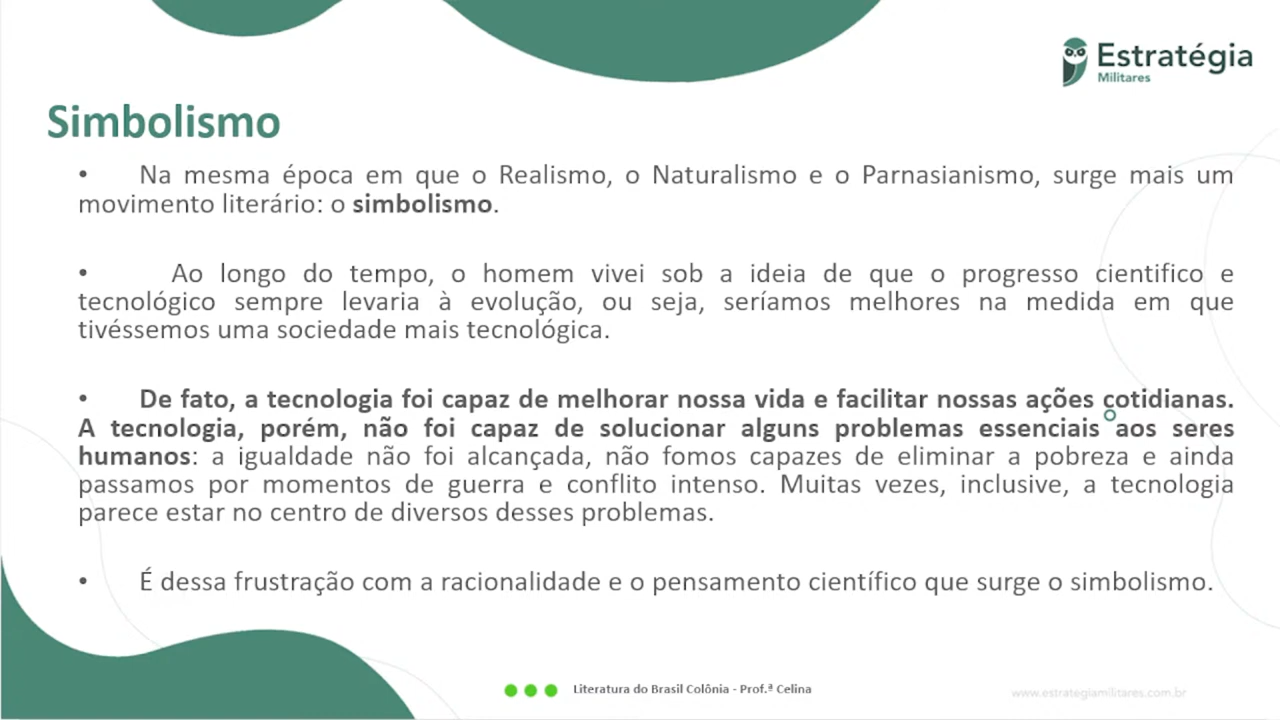 Estratégia
Militares
Simbolismo
• Na mesma época em que o Realismo, o Naturalismo e o Parnasianismo, surge mais um
movimento literário: o simbolismo.
• Ao longo do tempo, o homem vivei sob a ideia de que o progresso cientifico e
tecnológico sempre levaria à evolução, ou seja, seríamos melhores na medida em que
tivéssemos uma sociedade mais tecnológica.
• De fato, a tecnologia foi capaz de melhorar nossa vida e facilitar nossas ações cotidianas.
A tecnologia, porém, não foi capaz de solucionar alguns problemas essenciais aos seres
humanos: a igualdade não foi alcançada, não fomos capazes de eliminar a pobreza e ainda
passamos por momentos de guerra e conflito intenso. Muitas vezes, inclusive, a tecnologia
parece estar no centro de diversos desses problemas.
• É dessa frustração com a racionalidade e o pensamento científico que surge o simbolismo.
Literatura do Brasil Colônia - Prof.ª Celina
www.estrategiamilitares.com.br